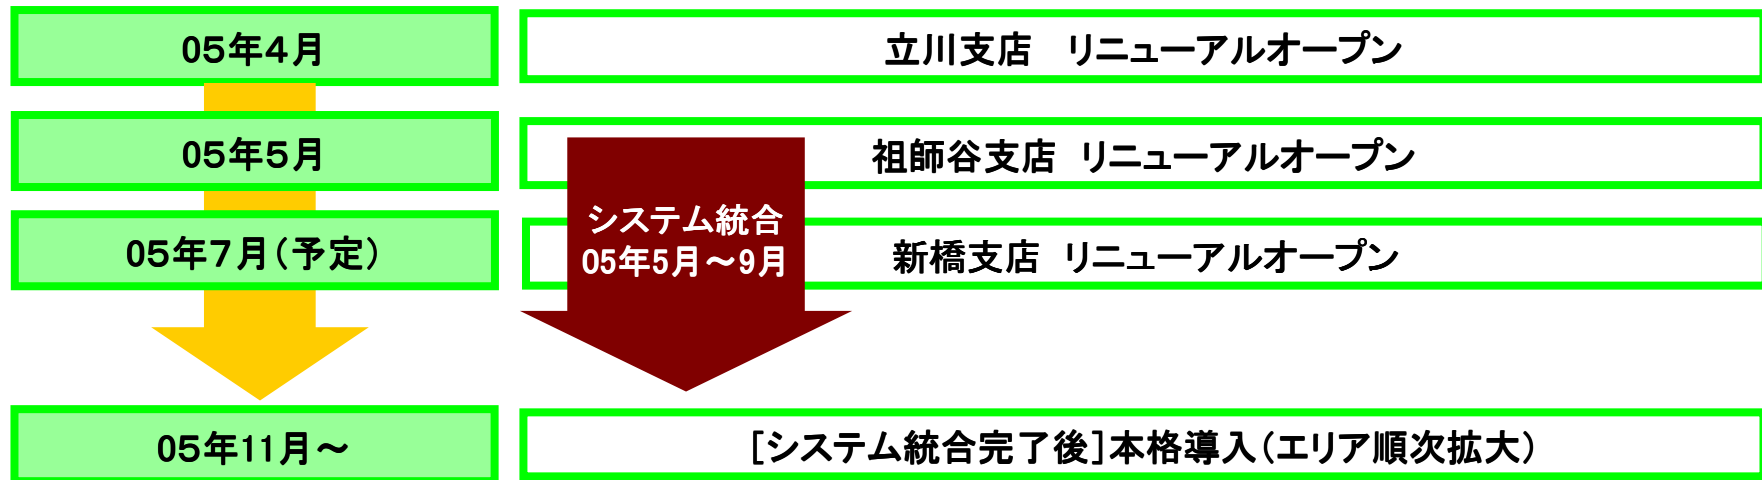 05年4月
立川支店　リニューアルオープン
05年5月
祖師谷支店　リニューアルオープン
05年7月(予定)
新橋支店　リニューアルオープン
システム統合
05年5月～9月
05年11月～
[システム統合完了後]本格導入(エリア順次拡大)